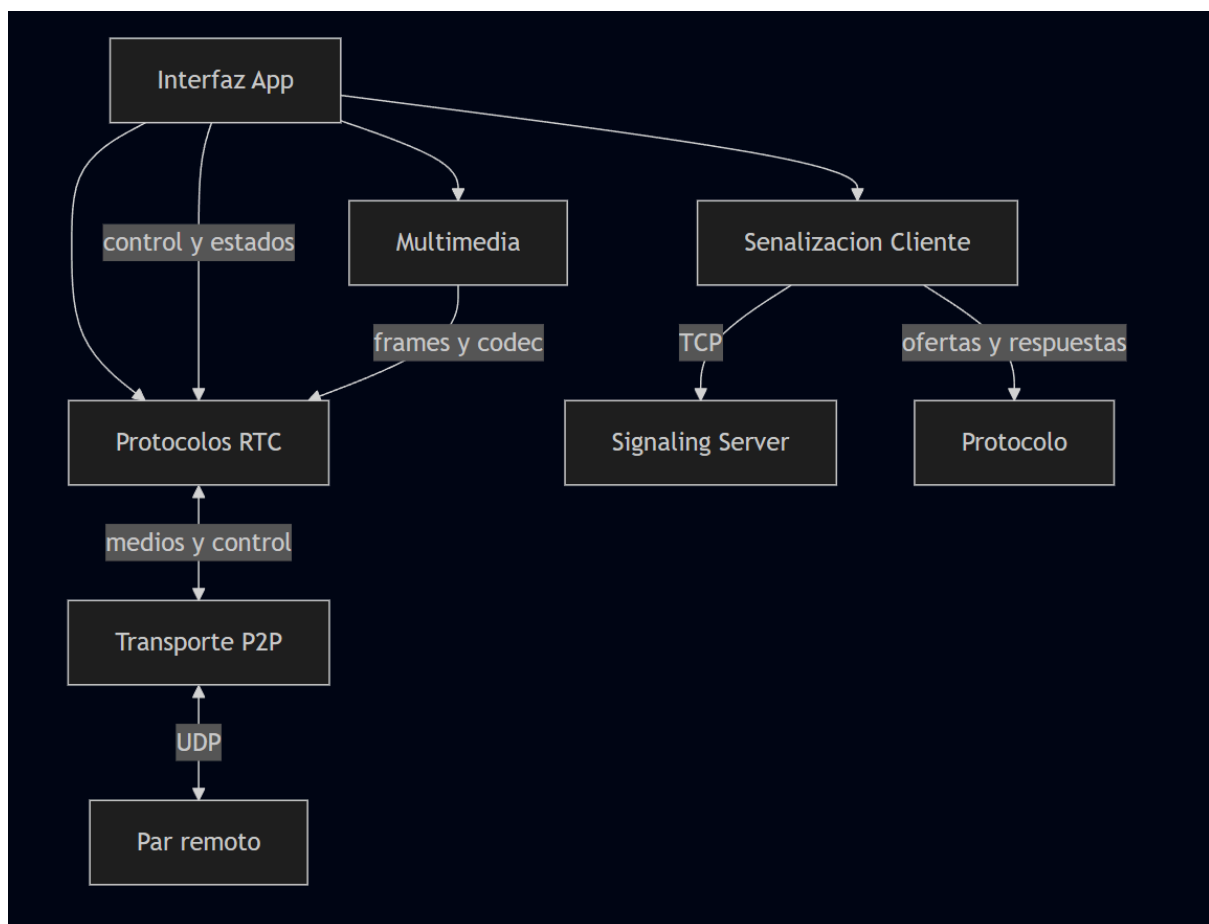 Interfaz App
control y estados
Multimedia
Senalizacion Cliente
frames y codec
TCP
ofertas y respuestas
Protocolos RTC
Signaling Server
Protocolo
medios y control
Transporte P2P
UDP
Par remoto